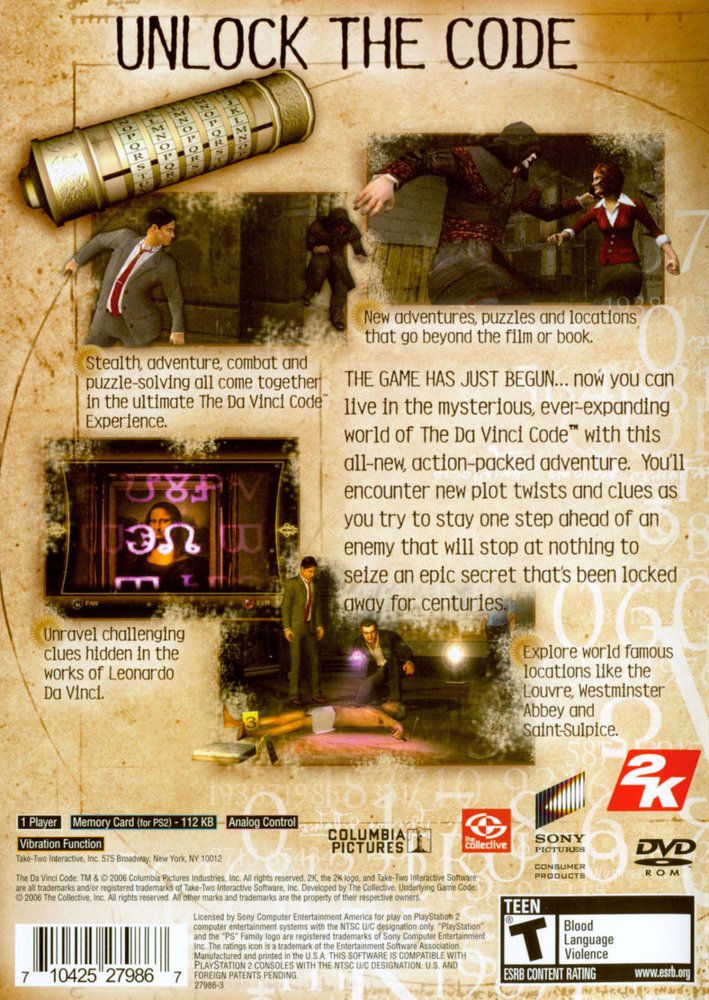 UNLOCK THE CODE
New adventures, puzzles and locations
that go beyond the film or book.
Stealth, adventure, combat and
puzzle-solving all come together
in the ultimate The Da Vinci Code™
Experience.
THE GAME HAS JUST BEGUN... now you can
live in the mysterious, ever-expanding
world of The Da Vinci Code™ with this
all-new, action-packed adventure. You'll
encounter new plot twists and clues as
you try to stay one step ahead of an
enemy that will stop at nothing to
seize an epic secret that's been locked
away for centuries.
PAN
EXIT
Unravel challenging
clues hidden in the
works of Leonardo
Da Vinci.
3
Explore world famous
locations like the
Louvre, Westminster
Abbey and
Saint-Sulpice.
1 Player
Memory Card (for PS2) - 112 KB
Analog Control
Vibration Function
COLUMBIA
PICTURES
the
collective
SONY
PICTURES
CONSUMER
PRODUCTS
2K
DVD
ROM
Take-Two Interactive, Inc. 575 Broadway, New York, NY 10012
The Da Vinci Code: TM & © 2006 Columbia Pictures Industries, Inc. All rights reserved. 2K, the 2K logo, and Take-Two Interactive Software
are all trademarks and/or registered trademarks of Take-Two Interactive Software, Inc. Developed by The Collective. Underlying Game Code:
© 2006 The Collective, Inc. All rights reserved. All other marks and trademarks are the property of their respective owners.
Licensed by Sony Computer Entertainment America for play on PlayStation 2
computer entertainment systems with the NTSC U/C designation only. "PlayStation"
and the "PS" Family logo are registered trademarks of Sony Computer Entertainment
Inc. The ratings icon is a trademark of the Entertainment Software Association.
Manufactured and printed in the U.S.A. THIS SOFTWARE IS COMPATIBLE WITH
PLAYSTATION 2 CONSOLES WITH THE NTSC U/C DESIGNATION. U.S. AND
FOREIGN PATENTS PENDING.
27986-3
7 10425 27986 7
TEEN
T
Blood
Language
Violence
ESRB CONTENT RATING
www.esrb.org